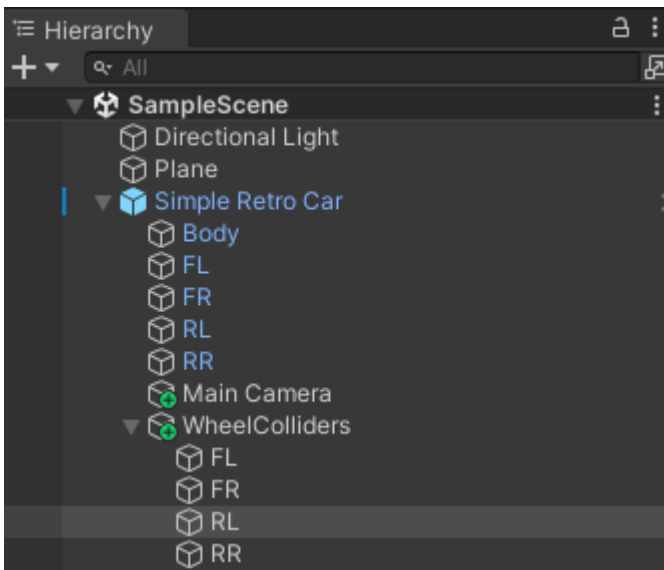 Hierarchy
All
SampleScene
Directional Light
Plane
Simple Retro Car
Body
FL
FR
RL
RR
Main Camera
WheelColliders
FL
FR
RL
RR